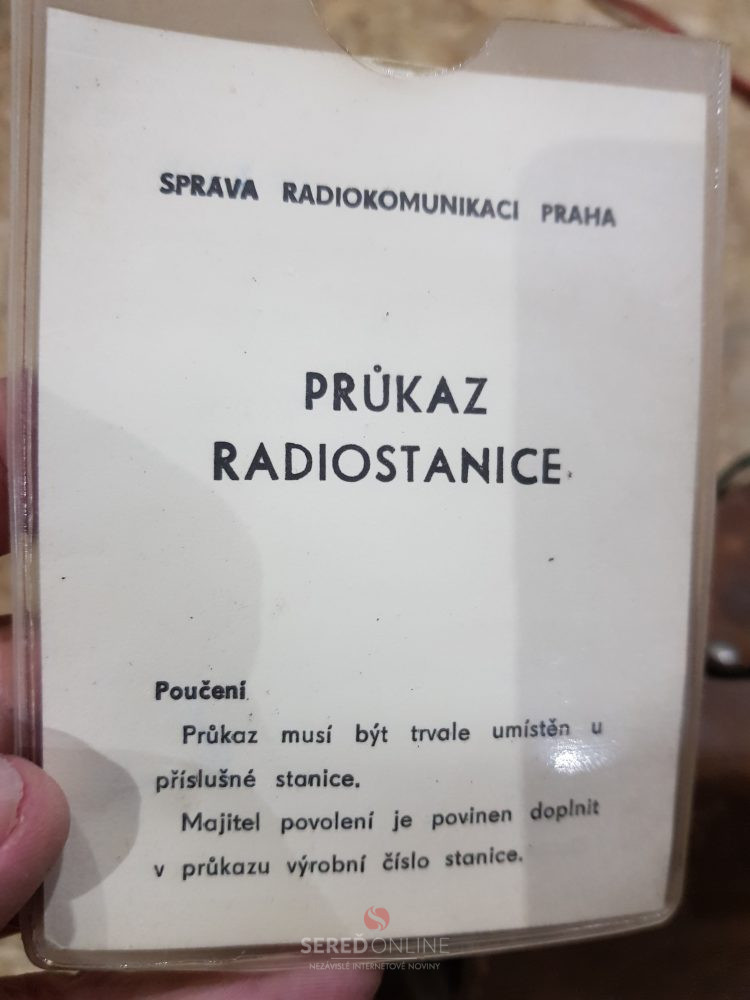 SPRAVA RADIOKOMUNIKACI PRAHA
PRŮKAZ
RADIOSTANICE
Poučení
Průkaz musí být trvale umístěn u
příslušné stanice.
Majitel povolení je povinen doplnit
v průkazu výrobní číslo stanice.
SEREĎONLINE
NEZÁVISLÉ INTERNETOVÉ NOVINY